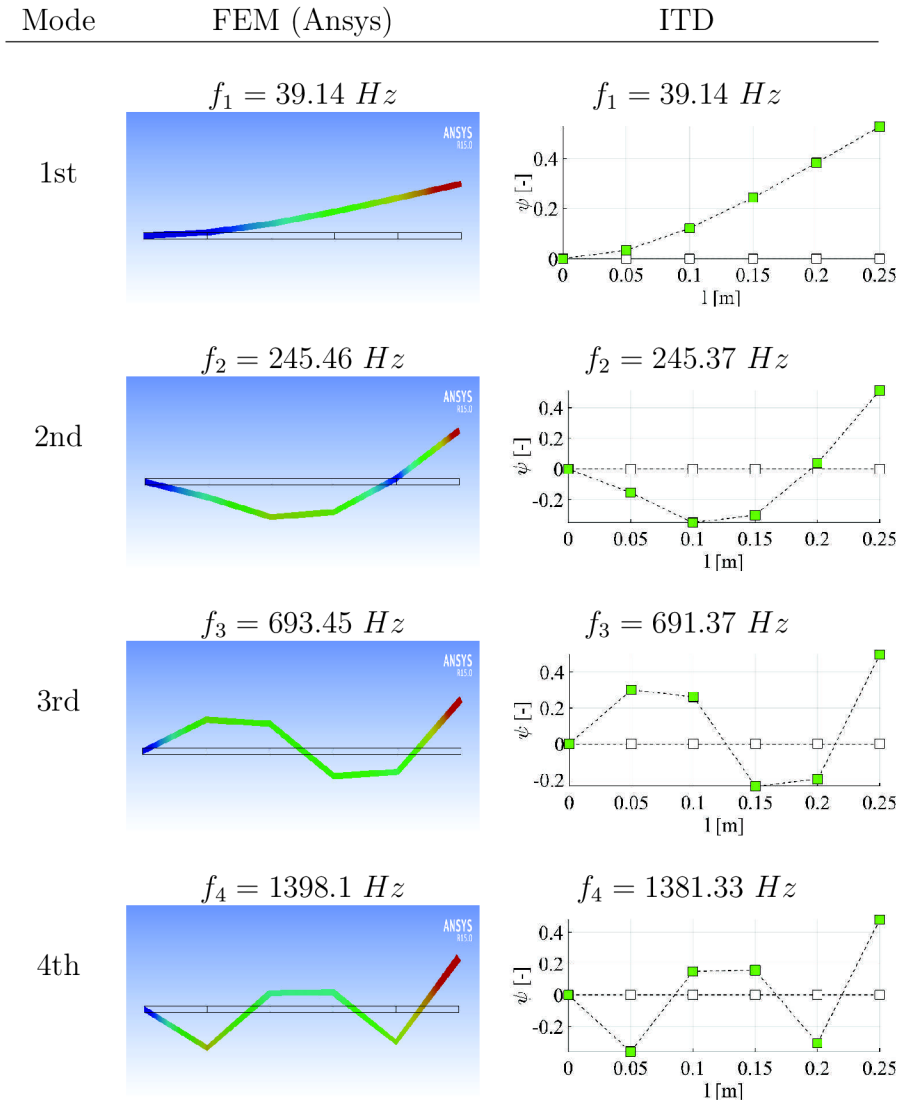 Mode FEM (Ansys) ITD
f₁ = 39.14 Hz f₁ = 39.14 Hz
1st
ANSYS
R15.0
ψ [-]
0.4
0.2
0
0 0.05 0.1 0.15 0.2 0.25
l [m]
f₂ = 245.46 Hz f₂ = 245.37 Hz
2nd
ANSYS
R15.0
ψ [-]
0.4
0.2
0
-0.2
0 0.05 0.1 0.15 0.2 0.25
l [m]
f₃ = 693.45 Hz f₃ = 691.37 Hz
3rd
ANSYS
R15.0
ψ [-]
0.4
0.2
0
-0.2
0 0.05 0.1 0.15 0.2 0.25
l [m]
f₄ = 1398.1 Hz f₄ = 1381.33 Hz
4th
ANSYS
R15.0
ψ [-]
0.4
0.2
0
-0.2
0 0.05 0.1 0.15 0.2 0.25
l [m]